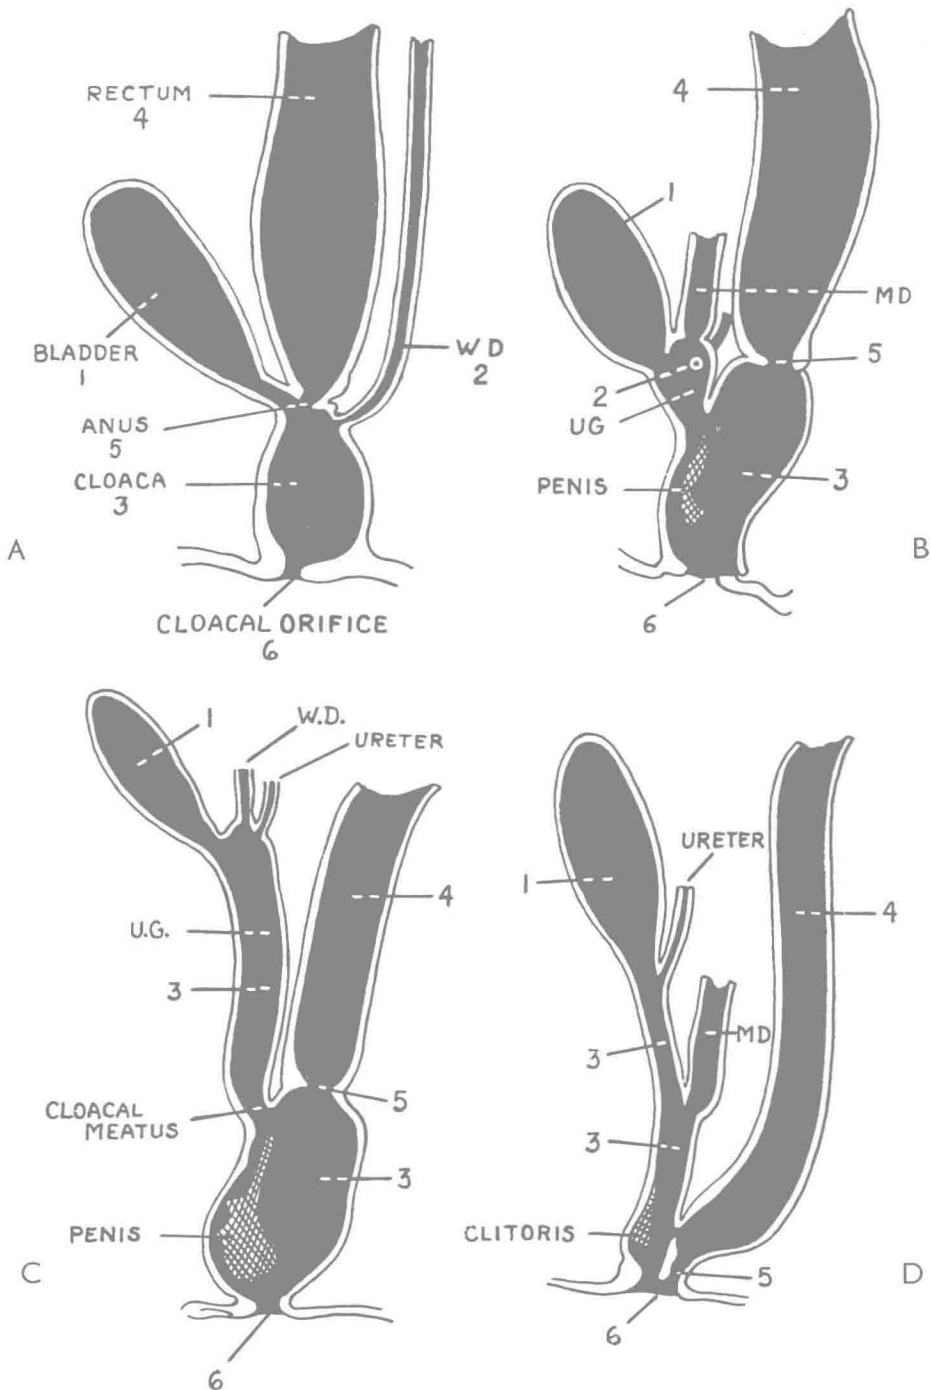 RECTUM
4
BLADDER
1
W D
2
ANUS
5
CLOACA
3
A
CLOACAL ORIFICE
6
4
1
MD
5
2
UG
PENIS
3
B
6
1
W.D.
URETER
4
U.G.
3
CLOACAL
MEATUS
5
3
PENIS
C
6
URETER
1
4
3
MD
3
CLITORIS
5
D
6